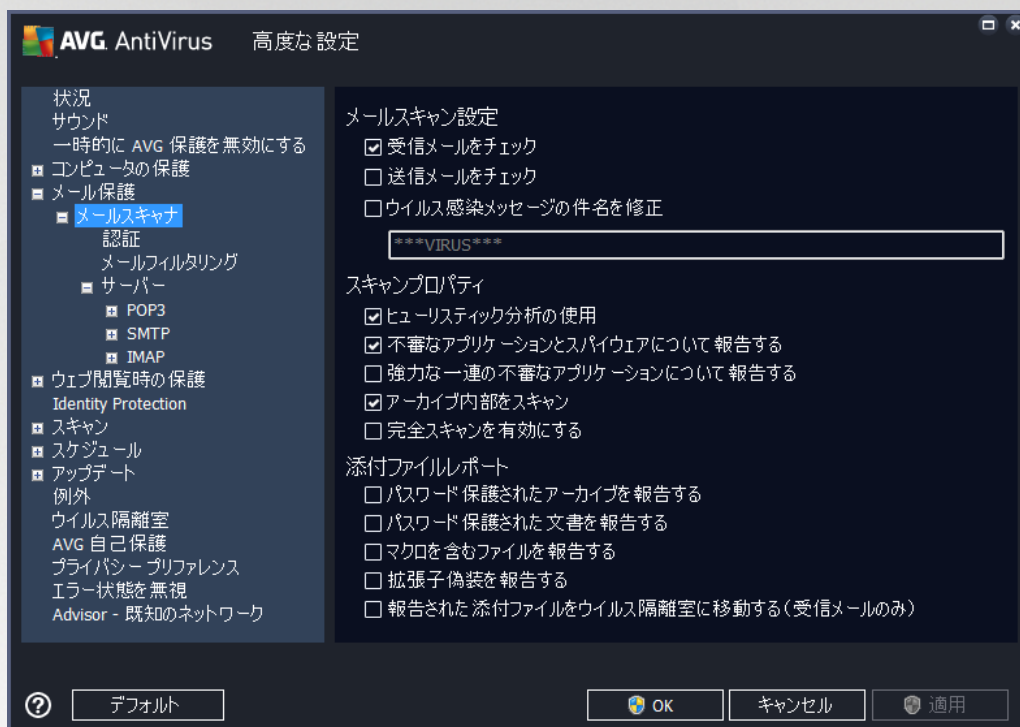 AVG. AntiVirus 高度な設定
状況
サウンド
一時的に AVG 保護を無効にする
コンピュータの保護
メール保護
メールスキャナ
認証
メールフィルタリング
サーバー
POP3
SMTP
IMAP
ウェブ閲覧時の保護
Identity Protection
スキャン
スケジュール
アップデート
例外
ウイルス隔離室
AVG 自己保護
プライバシー プリファレンス
エラー状態を無視
Advisor - 既知のネットワーク
メールスキャン設定
受信メールをチェック
送信メールをチェック
ウイルス感染メッセージの件名を修正
***VIRUS***
スキャンプロパティ
ヒューリスティック分析の使用
不審なアプリケーションとスパイウェアについて報告する
強力な一連の不審なアプリケーションについて報告する
アーカイブ内部をスキャン
完全スキャンを有効にする
添付ファイルレポート
パスワード保護されたアーカイブを報告する
パスワード保護された文書を報告する
マクロを含むファイルを報告する
拡張子偽装を報告する
報告された添付ファイルをウイルス隔離室に移動する(受信メールのみ)
? デフォルト OK キャンセル 適用